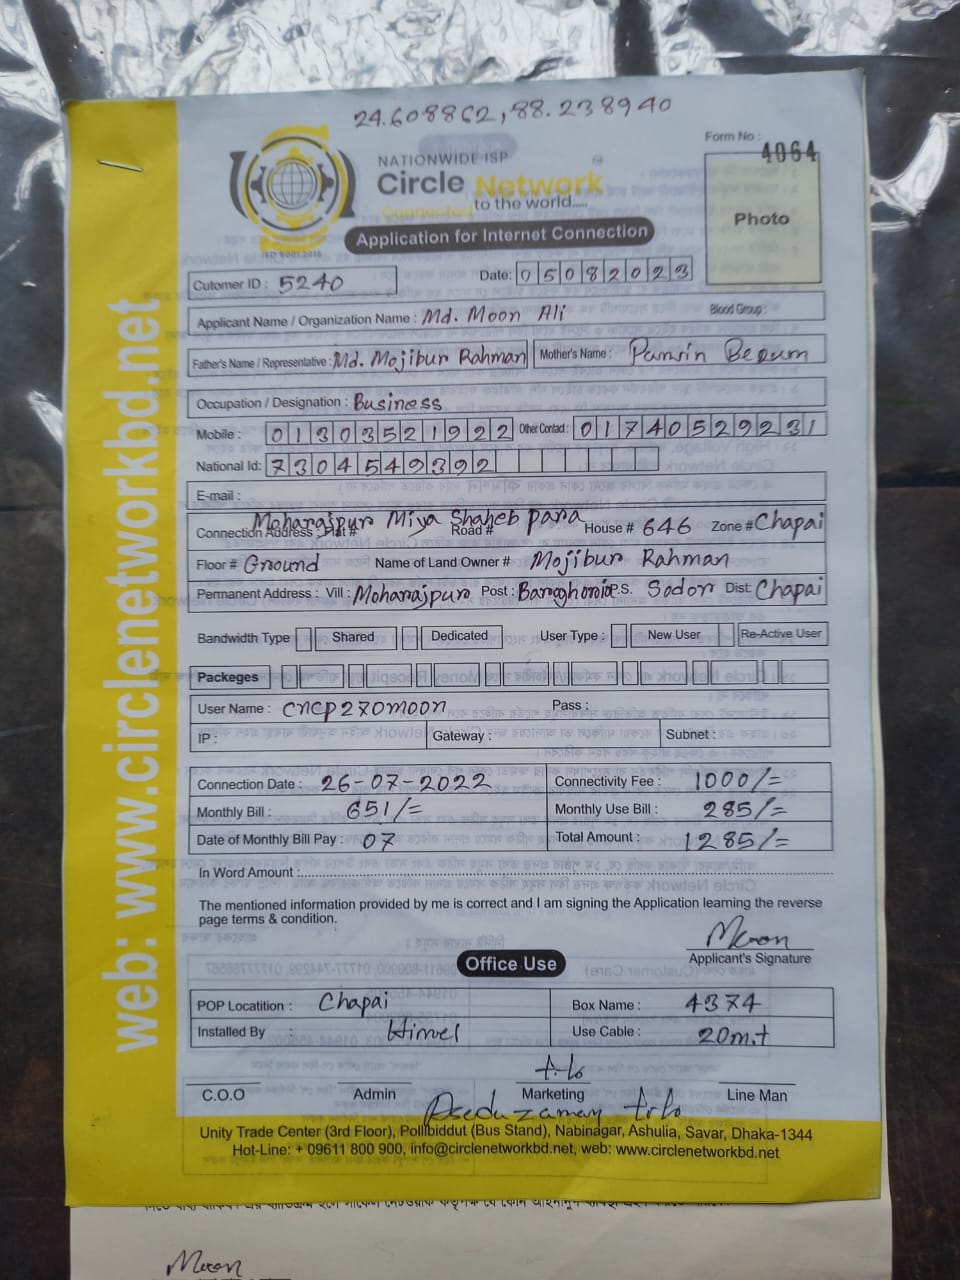 24.608862,88.238940
Form No :
4064
NATIONWIDE ISP
Circle Network
Connected to the world.....
ISO 9001:2015
Photo
Application for Internet Connection
Cutomer ID : 5240 Date: 05082023
Applicant Name / Organization Name : Md. Moon Ali Blood Group :
Father's Name / Representative : Md. Mojibur Rahman Mother's Name : Begum
Occupation / Designation : Business
Mobile : 01303521922 Other Contact : 01740529231
National Id: 7304549392
E-mail :
Moharajpur Miya Shaheb para
Connection Address : Flat # Road # House # 646 Zone # Chapai
Floor # Ground Name of Land Owner # Mojibur Rahman
Permanent Address : Vill : Moharajpur Post : P.S. Sodor Dist: Chapai
Bandwidth Type Shared Dedicated User Type : New User Re-Active User
Packeges
User Name : cncp270moon Pass :
IP : Gateway : Subnet :
Connection Date : 26-07-2022 Connectivity Fee : 1000/=
Monthly Bill : 651/= Monthly Use Bill : 285/=
Date of Monthly Bill Pay : 07 Total Amount : 1285/=
In Word Amount :
The mentioned information provided by me is correct and I am signing the Application learning the reverse
page terms & condition.
Moon
Applicant's Signature
Office Use
POP Locatition : Chapai Box Name : 4374
Installed By : Himel Use Cable : 20m.t
C.O.O Admin Marketing Line Man
Unity Trade Center (3rd Floor), Pollibiddut (Bus Stand), Nabinagar, Ashulia, Savar, Dhaka-1344
Hot-Line: + 09611 800 900, info@circlenetworkbd.net, web: www.circlenetworkbd.net
web: www.circlenetworkbd.net
Moon